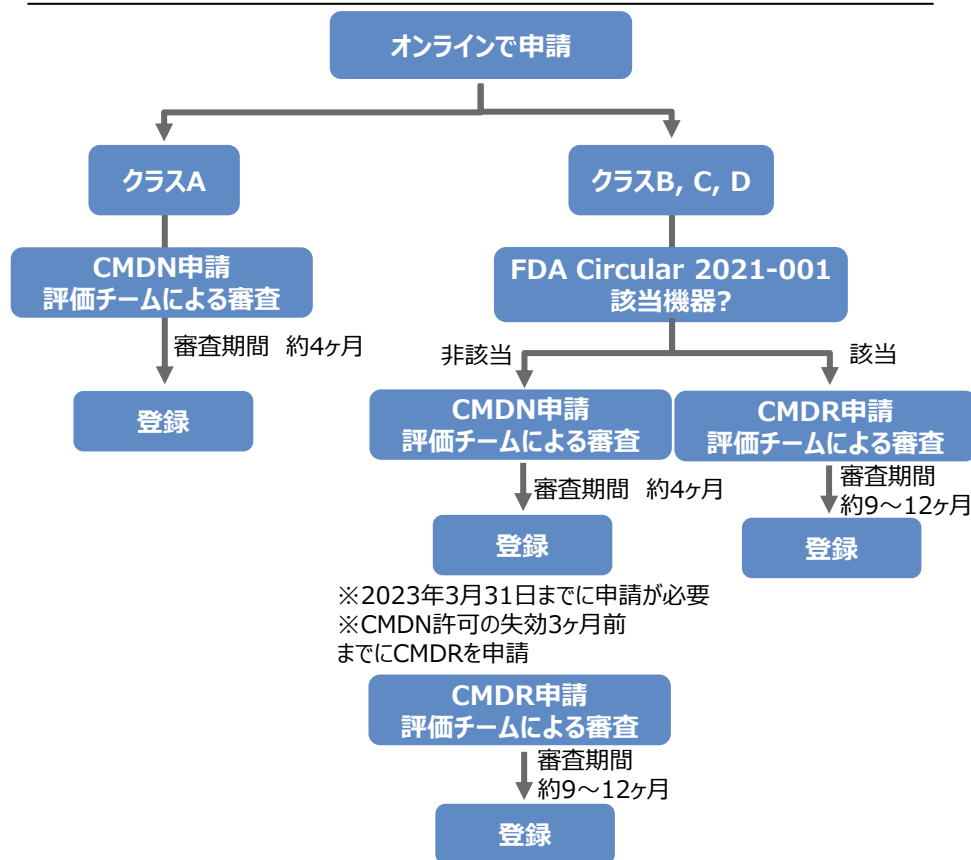 オンラインで申請
クラスA
クラスB, C, D
CMDN申請
評価チームによる審査
FDA Circular 2021-001
該当機器?
審査期間 約4ヶ月
非該当
該当
登録
CMDN申請
評価チームによる審査
CMDR申請
評価チームによる審査
審査期間 約4ヶ月
審査期間
約9～12ヶ月
登録
登録
※2023年3月31日までに申請が必要
※CMDN許可の失効3ヶ月前
までにCMDRを申請
CMDR申請
評価チームによる審査
審査期間
約9～12ヶ月
登録